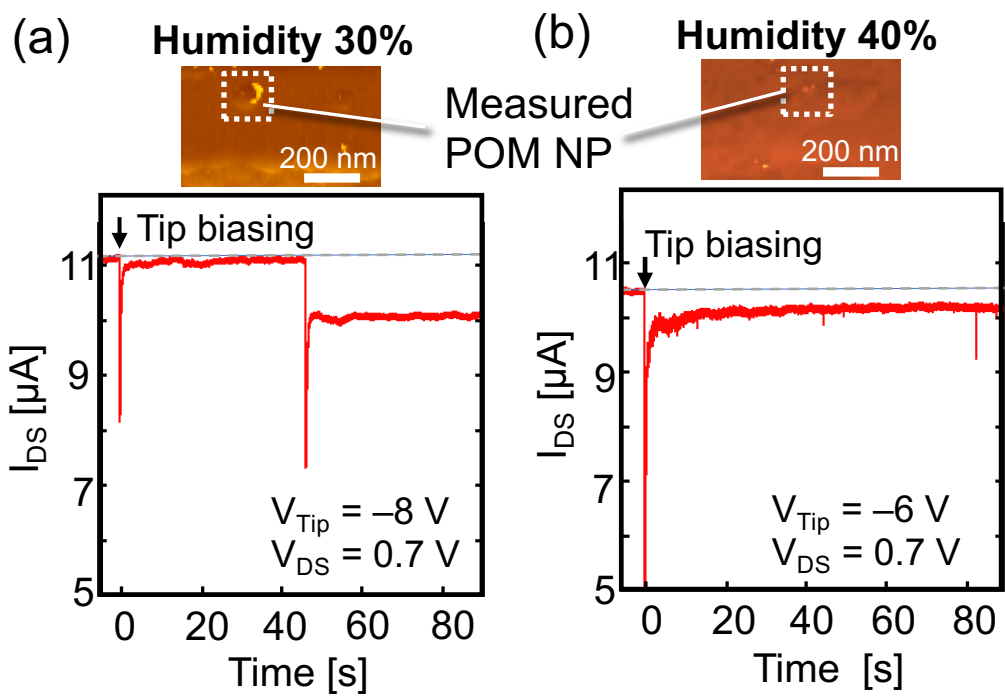 (a)
Humidity 30%
(b)
Humidity 40%
Measured
POM NP
200 nm
200 nm
Tip biasing
11
9
7
5
I_DS [µA]
V_Tip = –8 V
V_DS = 0.7 V
0 20 40 60 80
Time [s]
Tip biasing
11
9
7
5
I_DS [µA]
V_Tip = –6 V
V_DS = 0.7 V
0 20 40 60 80
Time [s]